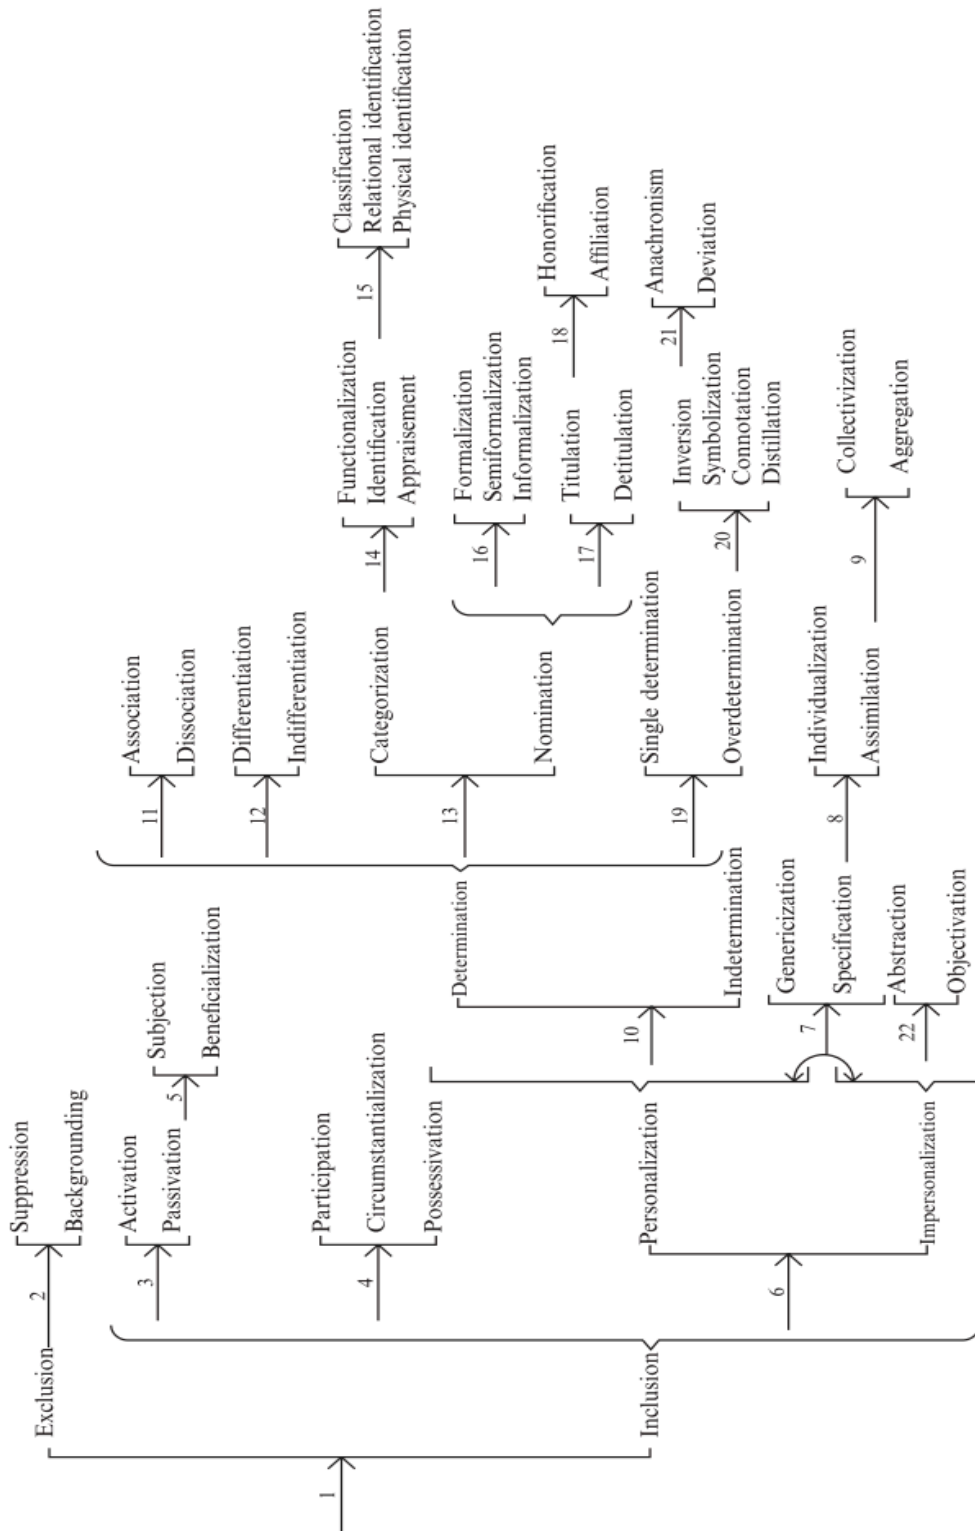 1
Exclusion
Inclusion
2
Suppression
Backgrounding
3
Activation
Passivation
5
Subjection
Beneficialization
4
Participation
Circumstantialization
Possessivation
6
Personalization
Impersonalization
10
Determination
Indetermination
11
Association
Dissociation
12
Differentiation
Indifferentiation
13
Categorization
Nomination
14
Functionalization
Identification
Appraisement
15
Classification
Relational identification
Physical identification
16
Formalization
Semiformalization
Informalization
17
Titulation
Detitulation
18
Honorification
Affiliation
19
Single determination
Overdetermination
20
Inversion
Symbolization
Connotation
Distillation
21
Anachronism
Deviation
7
Genericization
Specification
8
Individualization
Assimilation
9
Collectivization
Aggregation
22
Abstraction
Objectivation